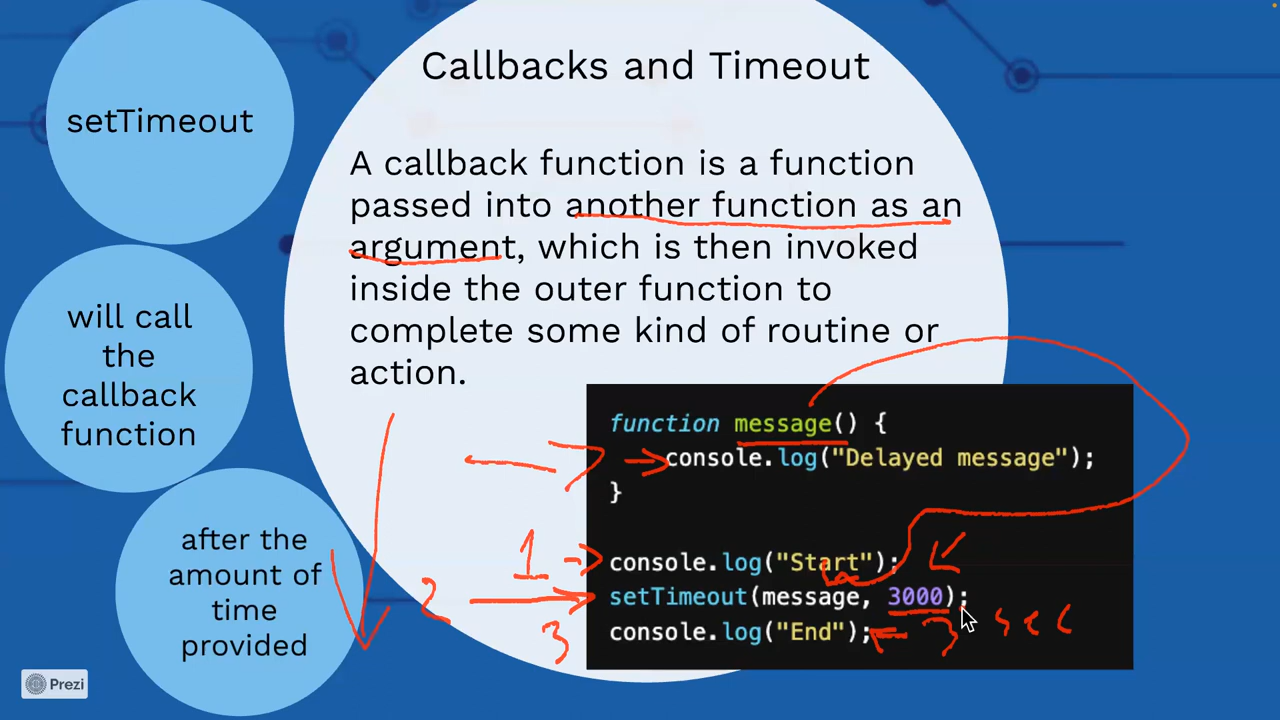 Callbacks and Timeout
setTimeout
will call
the
callback
function
after the
amount of
time
provided
A callback function is a function
passed into another function as an
argument, which is then invoked
inside the outer function to
complete some kind of routine or
action.
function message() {
console.log("Delayed message");
}
1
console.log("Start");
2
setTimeout(message, 3000);
3
console.log("End");
3 sec
Prezi